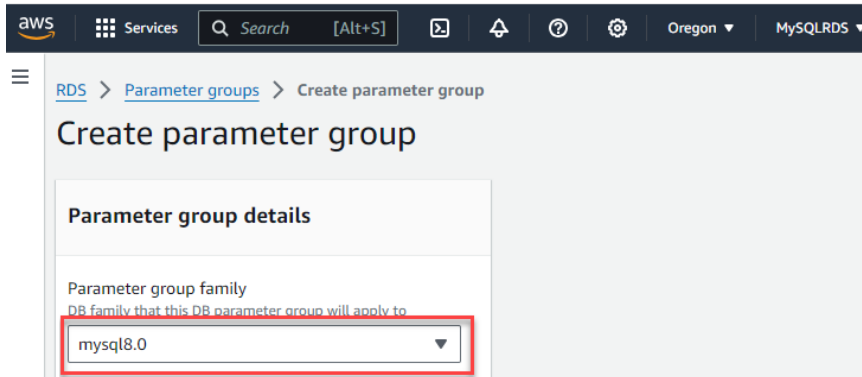 aws Services Search [Alt+S] Oregon MySQLRDS
RDS > Parameter groups > Create parameter group
Create parameter group
Parameter group details
Parameter group family
DB family that this DB parameter group will apply to
mysql8.0